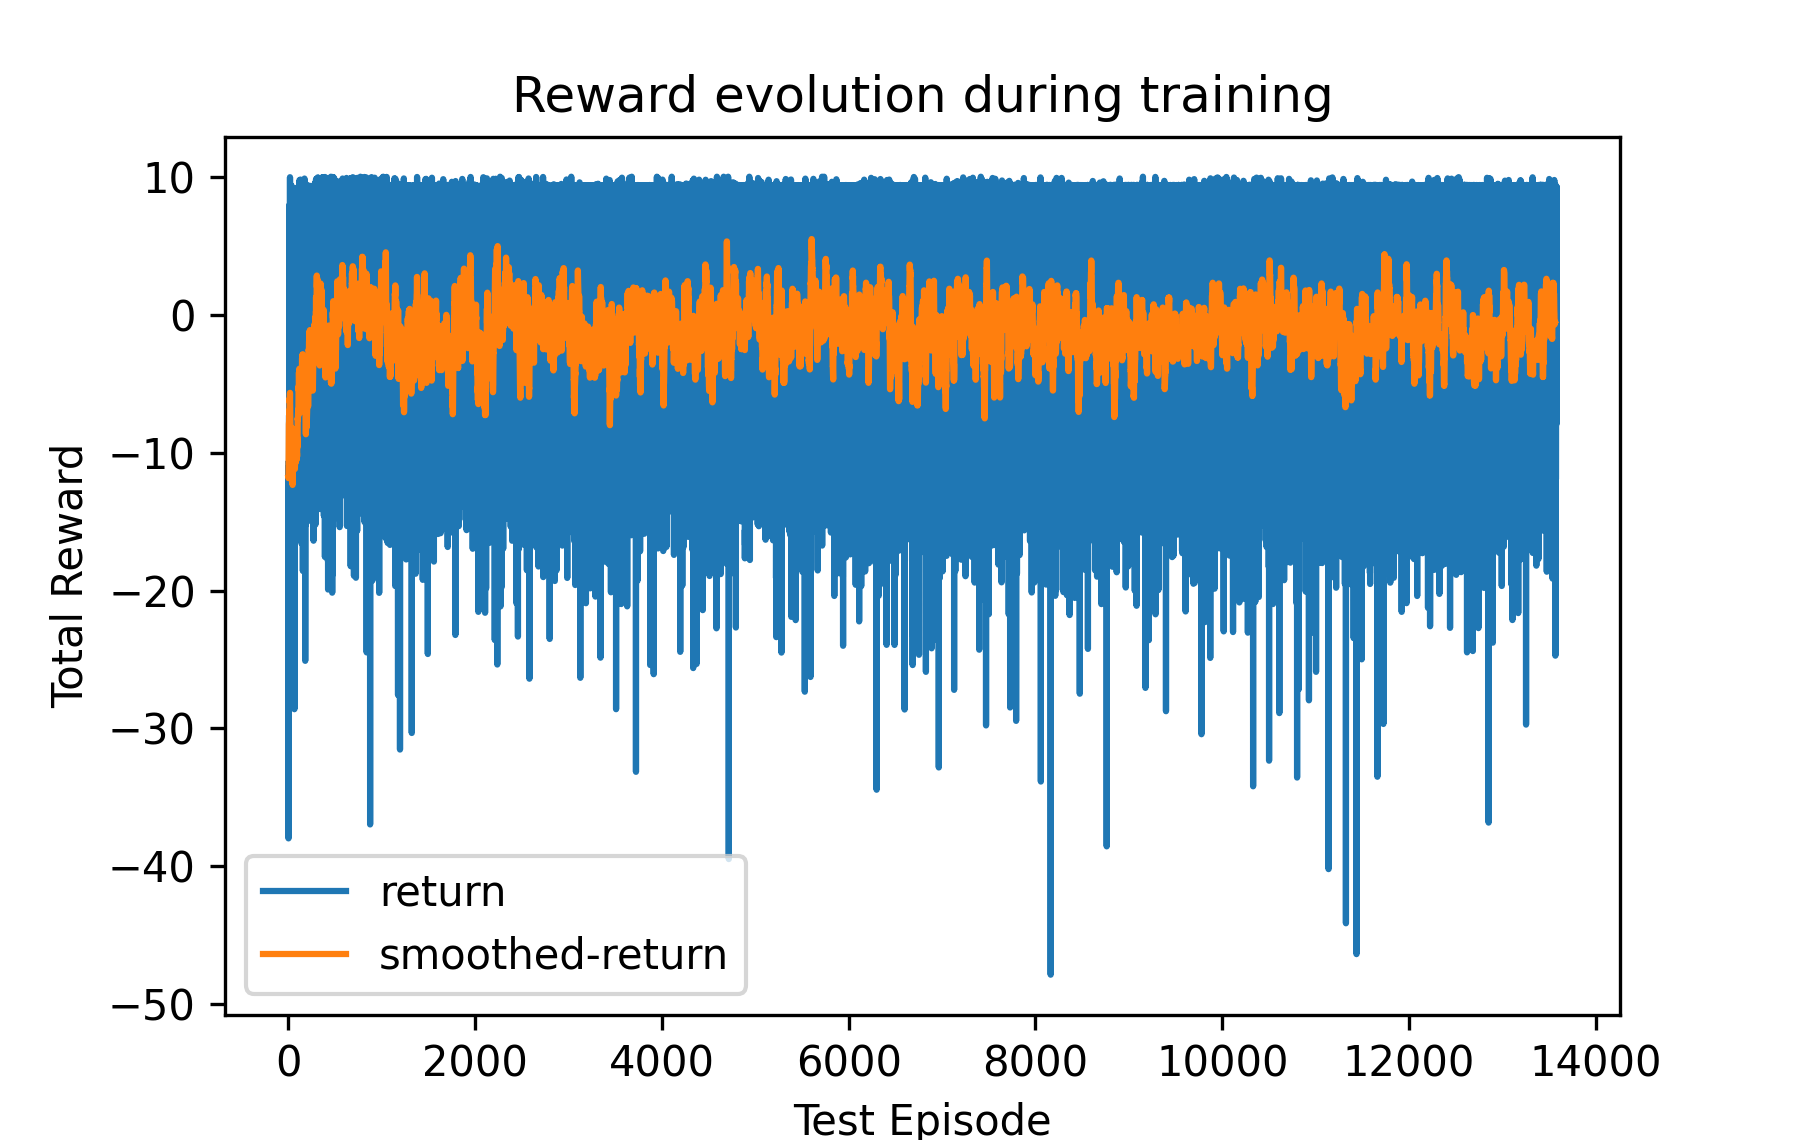 Reward evolution during training
Total Reward
10
0
−10
−20
−30
−40
−50
return
smoothed-return
0 2000 4000 6000 8000 10000 12000 14000
Test Episode